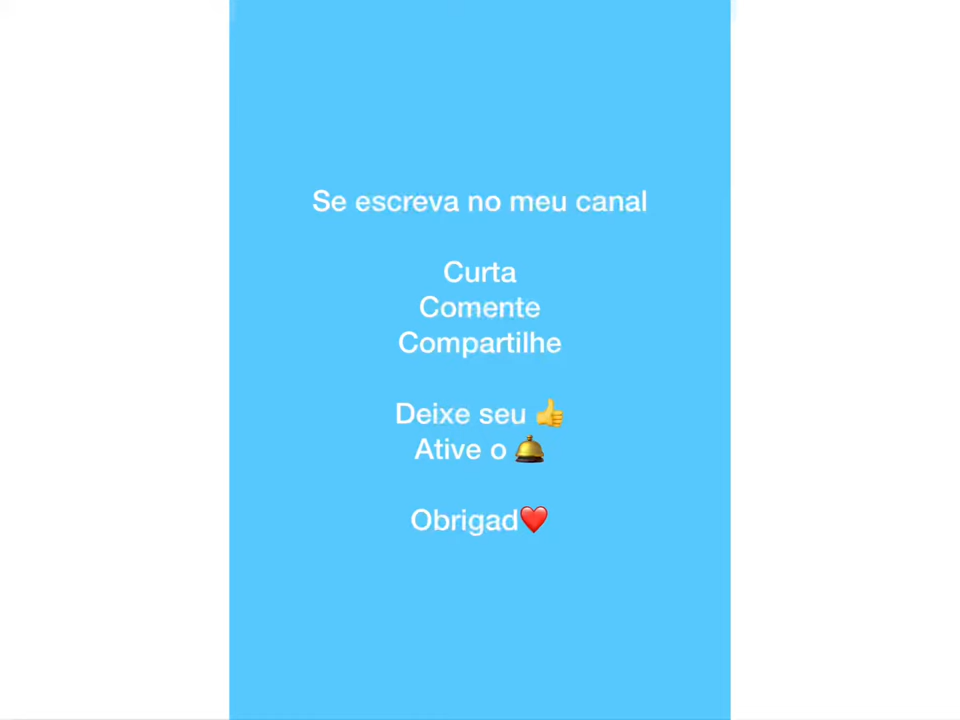 Se escreva no meu canal
Curta
Comente
Compartilhe
Deixe seu 👍
Ative o 🛎️
Obrigad❤️